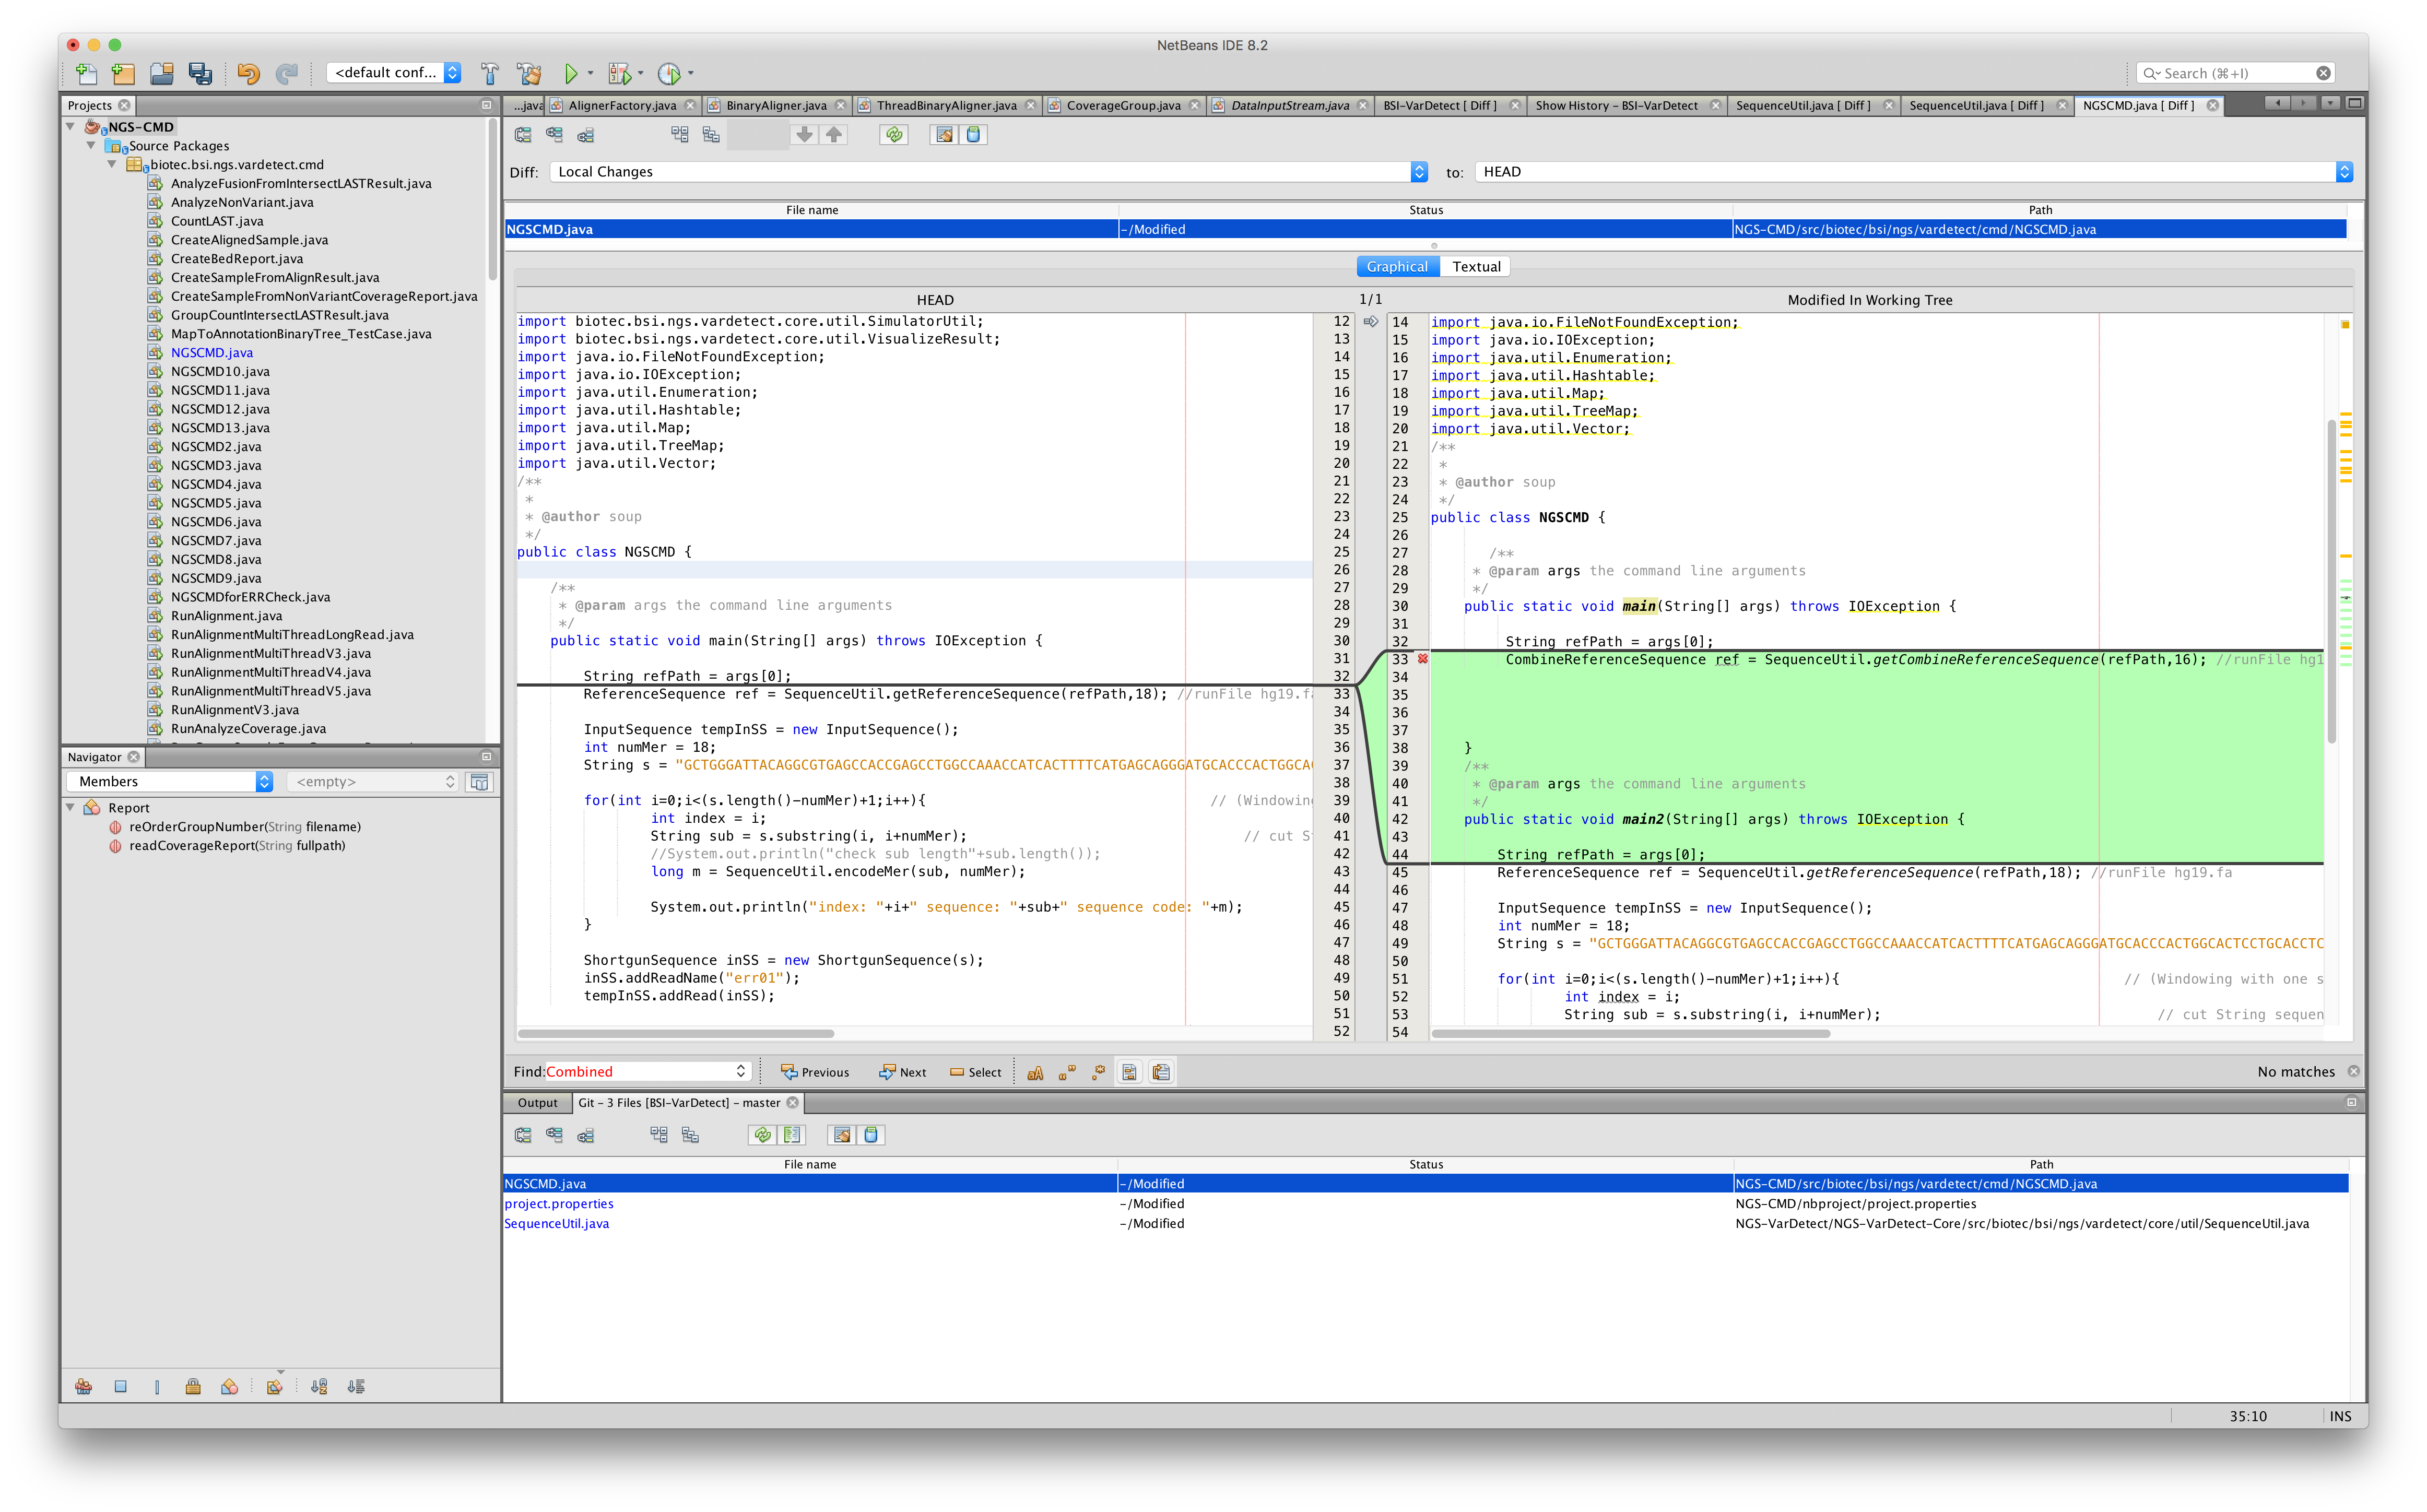 NetBeans IDE 8.2
<default conf...
Search (⌘+I)
Projects
NGS-CMD
Source Packages
biotec.bsi.ngs.vardetect.cmd
AnalyzeFusionFromIntersectLASTResult.java
AnalyzeNonVariant.java
CountLAST.java
CreateAlignedSample.java
CreateBedReport.java
CreateSampleFromAlignResult.java
CreateSampleFromNonVariantCoverageReport.java
GroupCountIntersectLASTResult.java
MapToAnnotationBinaryTree_TestCase.java
NGSCMD.java
NGSCMD10.java
NGSCMD11.java
NGSCMD12.java
NGSCMD13.java
NGSCMD2.java
NGSCMD3.java
NGSCMD4.java
NGSCMD5.java
NGSCMD6.java
NGSCMD7.java
NGSCMD8.java
NGSCMD9.java
NGSCMDforERRCheck.java
RunAlignment.java
RunAlignmentMultiThreadLongRead.java
RunAlignmentMultiThreadV3.java
RunAlignmentMultiThreadV4.java
RunAlignmentMultiThreadV5.java
RunAlignmentV3.java
RunAnalyzeCoverage.java
Navigator
Members
<empty>
Report
reOrderGroupNumber(String filename)
readCoverageReport(String fullpath)
...java AlignerFactory.java BinaryAligner.java ThreadBinaryAligner.java CoverageGroup.java DataInputStream.java BSI-VarDetect [ Diff ] Show History - BSI-VarDetect SequenceUtil.java [ Diff ] SequenceUtil.java [ Diff ] NGSCMD.java [ Diff ]
Diff: Local Changes to: HEAD
File name Status Path
NGSCMD.java -/Modified NGS-CMD/src/biotec/bsi/ngs/vardetect/cmd/NGSCMD.java
Graphical Textual
HEAD 1/1 Modified In Working Tree
import biotec.bsi.ngs.vardetect.core.util.SimulatorUtil; 12
import biotec.bsi.ngs.vardetect.core.util.VisualizeResult; 13
import java.io.FileNotFoundException; 14
import java.io.IOException; 15
import java.util.Enumeration; 16
import java.util.Hashtable; 17
import java.util.Map; 18
import java.util.TreeMap; 19
import java.util.Vector; 20
/** 21
* 22
* @author soup 23
*/ 24
public class NGSCMD { 25
26
/** 27
* @param args the command line arguments 28
*/ 29
public static void main(String[] args) throws IOException { 30
31
String refPath = args[0]; 32
ReferenceSequence ref = SequenceUtil.getReferenceSequence(refPath,18); //runFile hg19.fa 33
34
InputSequence tempInSS = new InputSequence(); 35
int numMer = 18; 36
String s = "GCTGGGATTACAGGCGTGAGCCACCGAGCCTGGCCAAACCATCACTTTTCATGAGCAGGGATGCACCCACTGGCA 37
38
for(int i=0;i<(s.length()-numMer)+1;i++){ // (Windowing 39
int index = i; 40
String sub = s.substring(i, i+numMer); // cut S 41
//System.out.println("check sub length"+sub.length()); 42
long m = SequenceUtil.encodeMer(sub, numMer); 43
44
System.out.println("index: "+i+" sequence: "+sub+" sequence code: "+m); 45
} 46
47
ShortgunSequence inSS = new ShortgunSequence(s); 48
inSS.addReadName("err01"); 49
tempInSS.addRead(inSS); 50
51
52
14 import java.io.FileNotFoundException;
15 import java.io.IOException;
16 import java.util.Enumeration;
17 import java.util.Hashtable;
18 import java.util.Map;
19 import java.util.TreeMap;
20 import java.util.Vector;
21 /**
22 *
23 * @author soup
24 */
25 public class NGSCMD {
26
27 /**
28 * @param args the command line arguments
29 */
30 public static void main(String[] args) throws IOException {
31
32 String refPath = args[0];
33 CombineReferenceSequence ref = SequenceUtil.getCombineReferenceSequence(refPath,16); //runFile hg1
34
35
36
37
38 }
39 /**
40 * @param args the command line arguments
41 */
42 public static void main2(String[] args) throws IOException {
43
44 String refPath = args[0];
45 ReferenceSequence ref = SequenceUtil.getReferenceSequence(refPath,18); //runFile hg19.fa
46
47 InputSequence tempInSS = new InputSequence();
48 int numMer = 18;
49 String s = "GCTGGGATTACAGGCGTGAGCCACCGAGCCTGGCCAAACCATCACTTTTCATGAGCAGGGATGCACCCACTGGCACTCCTGCACCTC
50
51 for(int i=0;i<(s.length()-numMer)+1;i++){ // (Windowing with one s
52 int index = i;
53 String sub = s.substring(i, i+numMer); // cut String sequen
54
Find: Combined Previous Next Select No matches
Output Git - 3 Files [BSI-VarDetect] - master
File name Status Path
NGSCMD.java -/Modified NGS-CMD/src/biotec/bsi/ngs/vardetect/cmd/NGSCMD.java
project.properties -/Modified NGS-CMD/nbproject/project.properties
SequenceUtil.java -/Modified NGS-VarDetect/NGS-VarDetect-Core/src/biotec/bsi/ngs/vardetect/core/util/SequenceUtil.java
35:10 INS